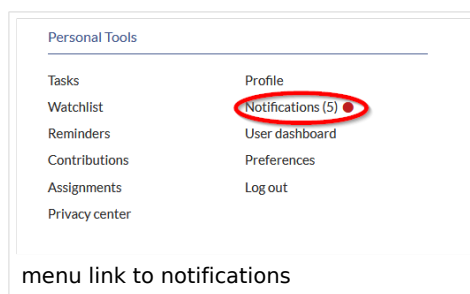 Personal Tools
Tasks
Profile
Watchlist
Notifications (5)
Reminders
User dashboard
Contributions
Preferences
Assignments
Log out
Privacy center
menu link to notifications